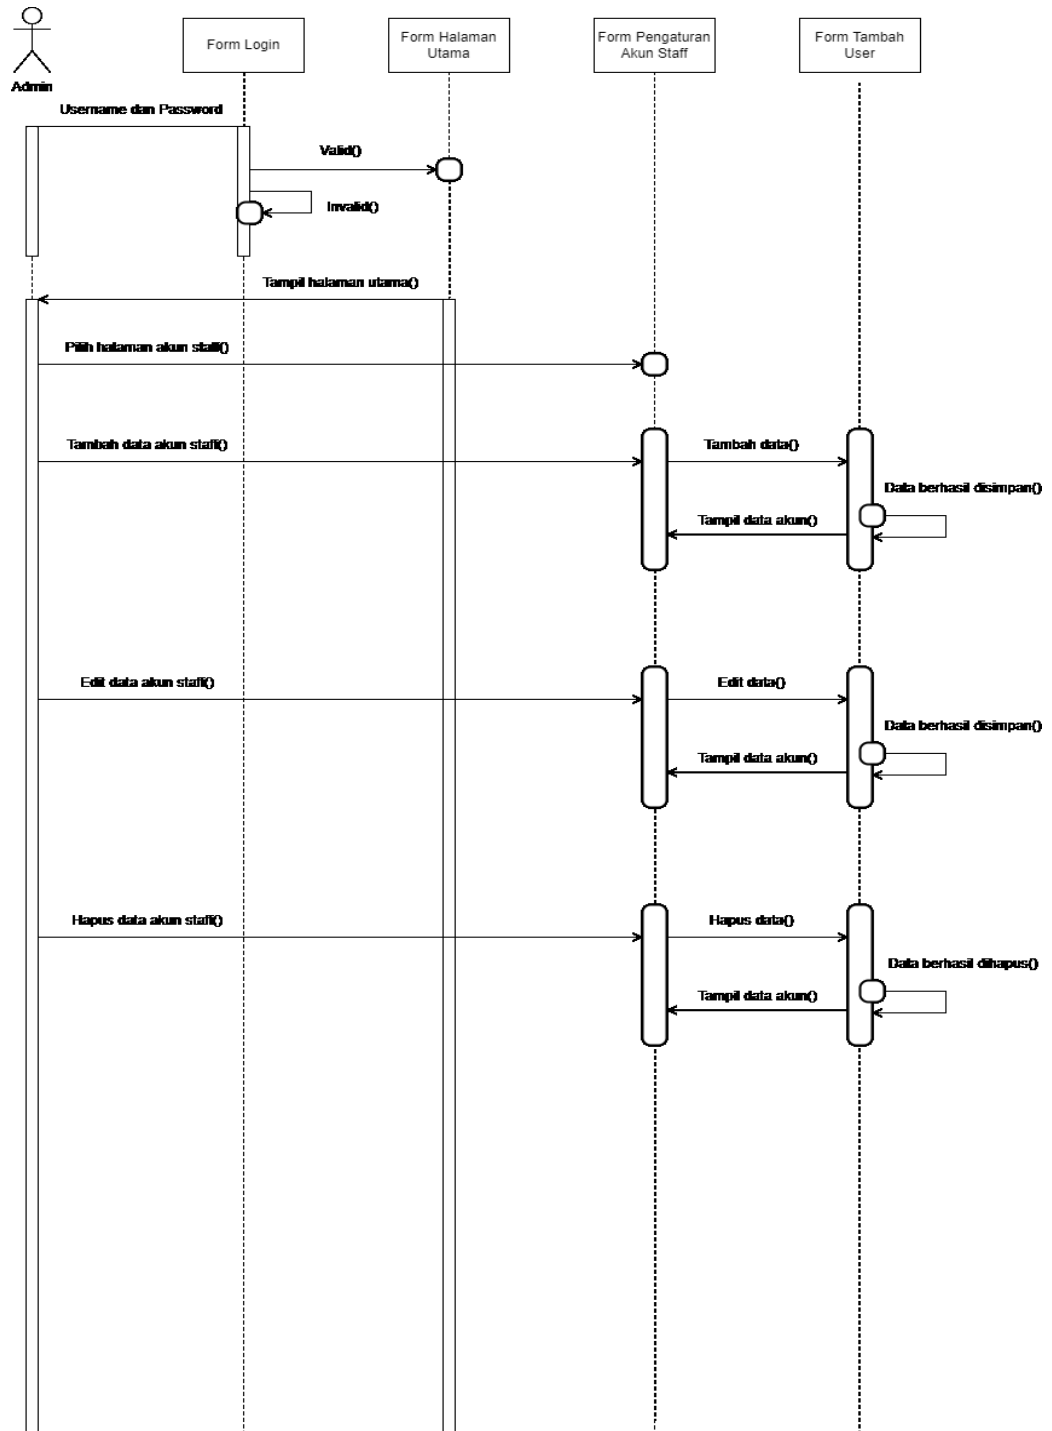 Form Login
Form Halaman
Utama
Form Pengaturan
Akun Staff
Form Tambah
User
Admin
Username dan Password
Valid()
Invalid()
Tampil halaman utama()
Pilih halaman akun staff()
Tambah data akun staff()
Tambah data()
Data berhasil disimpan()
Tampil data akun()
Edit data akun staff()
Edit data()
Data berhasil disimpan()
Tampil data akun()
Hapus data akun staff()
Hapus data()
Data berhasil dihapus()
Tampil data akun()